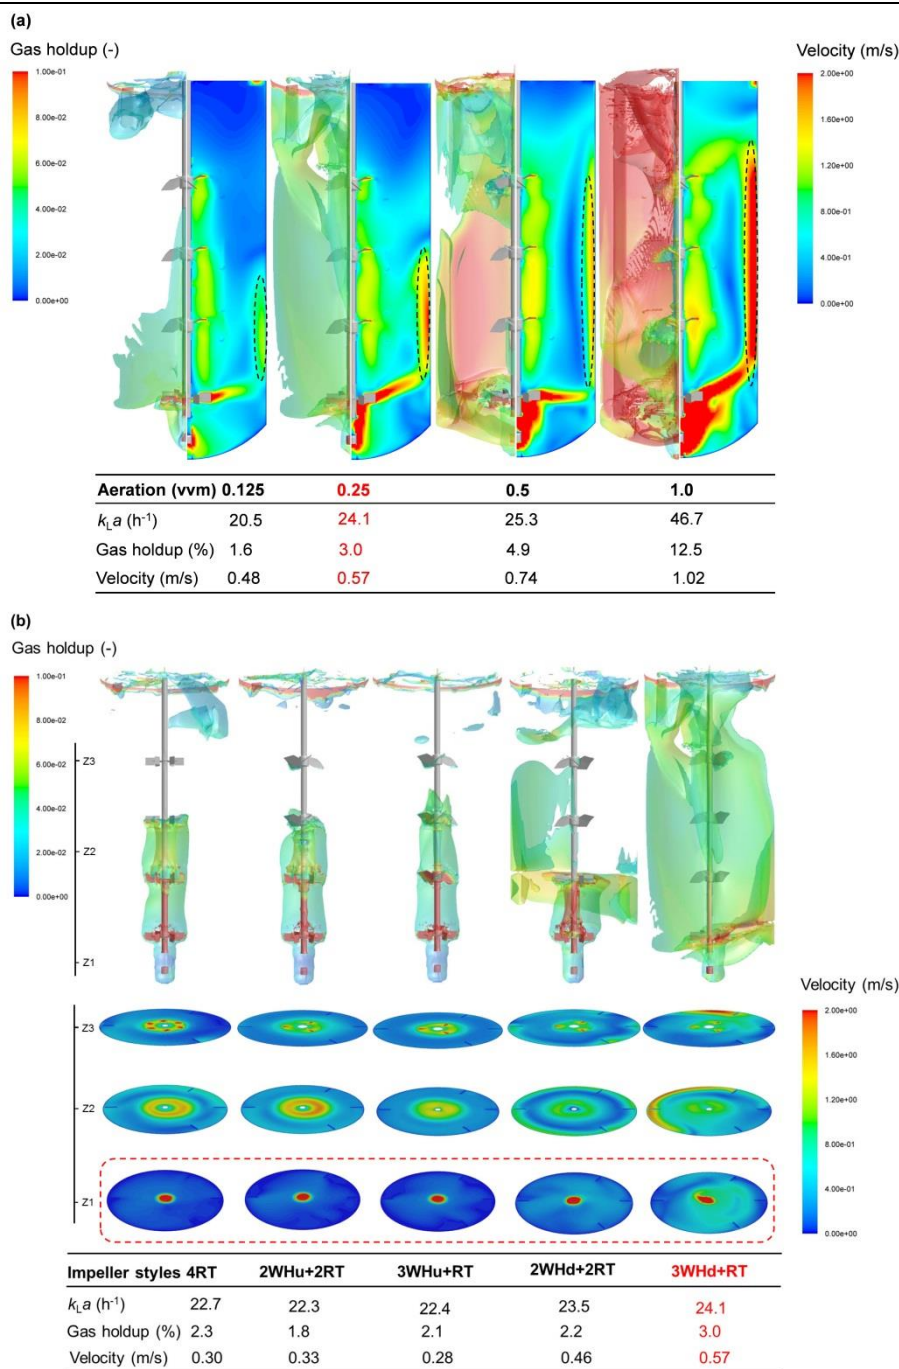 (a)
Gas holdup (-)
Velocity (m/s)
1.00e-01
8.00e-02
6.00e-02
4.00e-02
2.00e-02
0.00e+00
2.00e+00
1.60e+00
1.20e+00
8.00e-01
4.00e-01
0.00e+00
Aeration (vvm) 0.125 0.25 0.5 1.0
kLa (h-1) 20.5 24.1 25.3 46.7
Gas holdup (%) 1.6 3.0 4.9 12.5
Velocity (m/s) 0.48 0.57 0.74 1.02
(b)
Gas holdup (-)
1.00e-01
8.00e-02
6.00e-02
4.00e-02
2.00e-02
0.00e+00
Z3
Z2
Z1
Velocity (m/s)
2.00e+00
1.60e+00
1.20e+00
8.00e-01
4.00e-01
0.00e+00
Z3
Z2
Z1
Impeller styles 4RT 2WHu+2RT 3WHu+RT 2WHd+2RT 3WHd+RT
kLa (h-1) 22.7 22.3 22.4 23.5 24.1
Gas holdup (%) 2.3 1.8 2.1 2.2 3.0
Velocity (m/s) 0.30 0.33 0.28 0.46 0.57